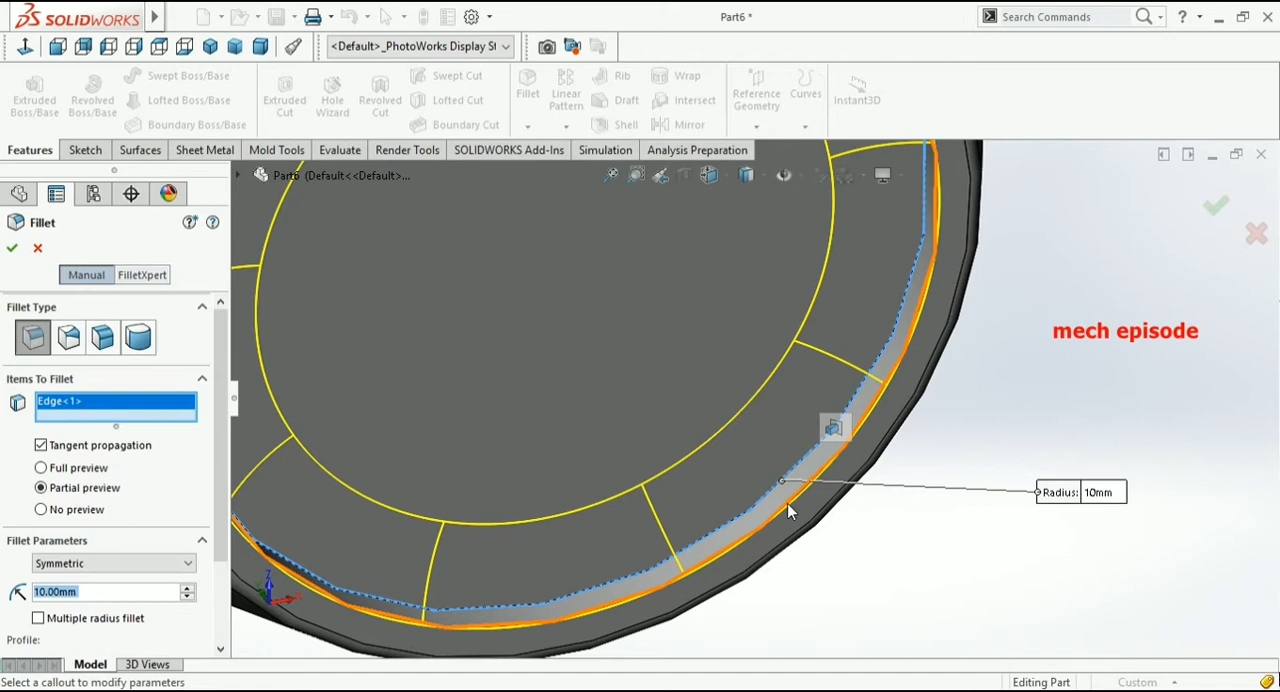 SOLIDWORKS
Part6 *
Search Commands
?
<Default>_PhotoWorks Display St
Extruded Boss/Base
Revolved Boss/Base
Swept Boss/Base
Lofted Boss/Base
Boundary Boss/Base
Extruded Cut
Hole Wizard
Revolved Cut
Swept Cut
Lofted Cut
Boundary Cut
Fillet
Linear Pattern
Rib
Draft
Shell
Wrap
Intersect
Mirror
Reference Geometry
Curves
Instant3D
Features
Sketch
Surfaces
Sheet Metal
Mold Tools
Evaluate
Render Tools
SOLIDWORKS Add-Ins
Simulation
Analysis Preparation
Part6 (Default<<Default>...
Fillet
Manual
FilletXpert
Fillet Type
Items To Fillet
Edge<1>
Tangent propagation
Full preview
Partial preview
No preview
Fillet Parameters
Symmetric
10.00mm
Multiple radius fillet
Profile:
mech episode
Radius: 10mm
Z
X
Model
3D Views
Select a callout to modify parameters
Editing Part
Custom